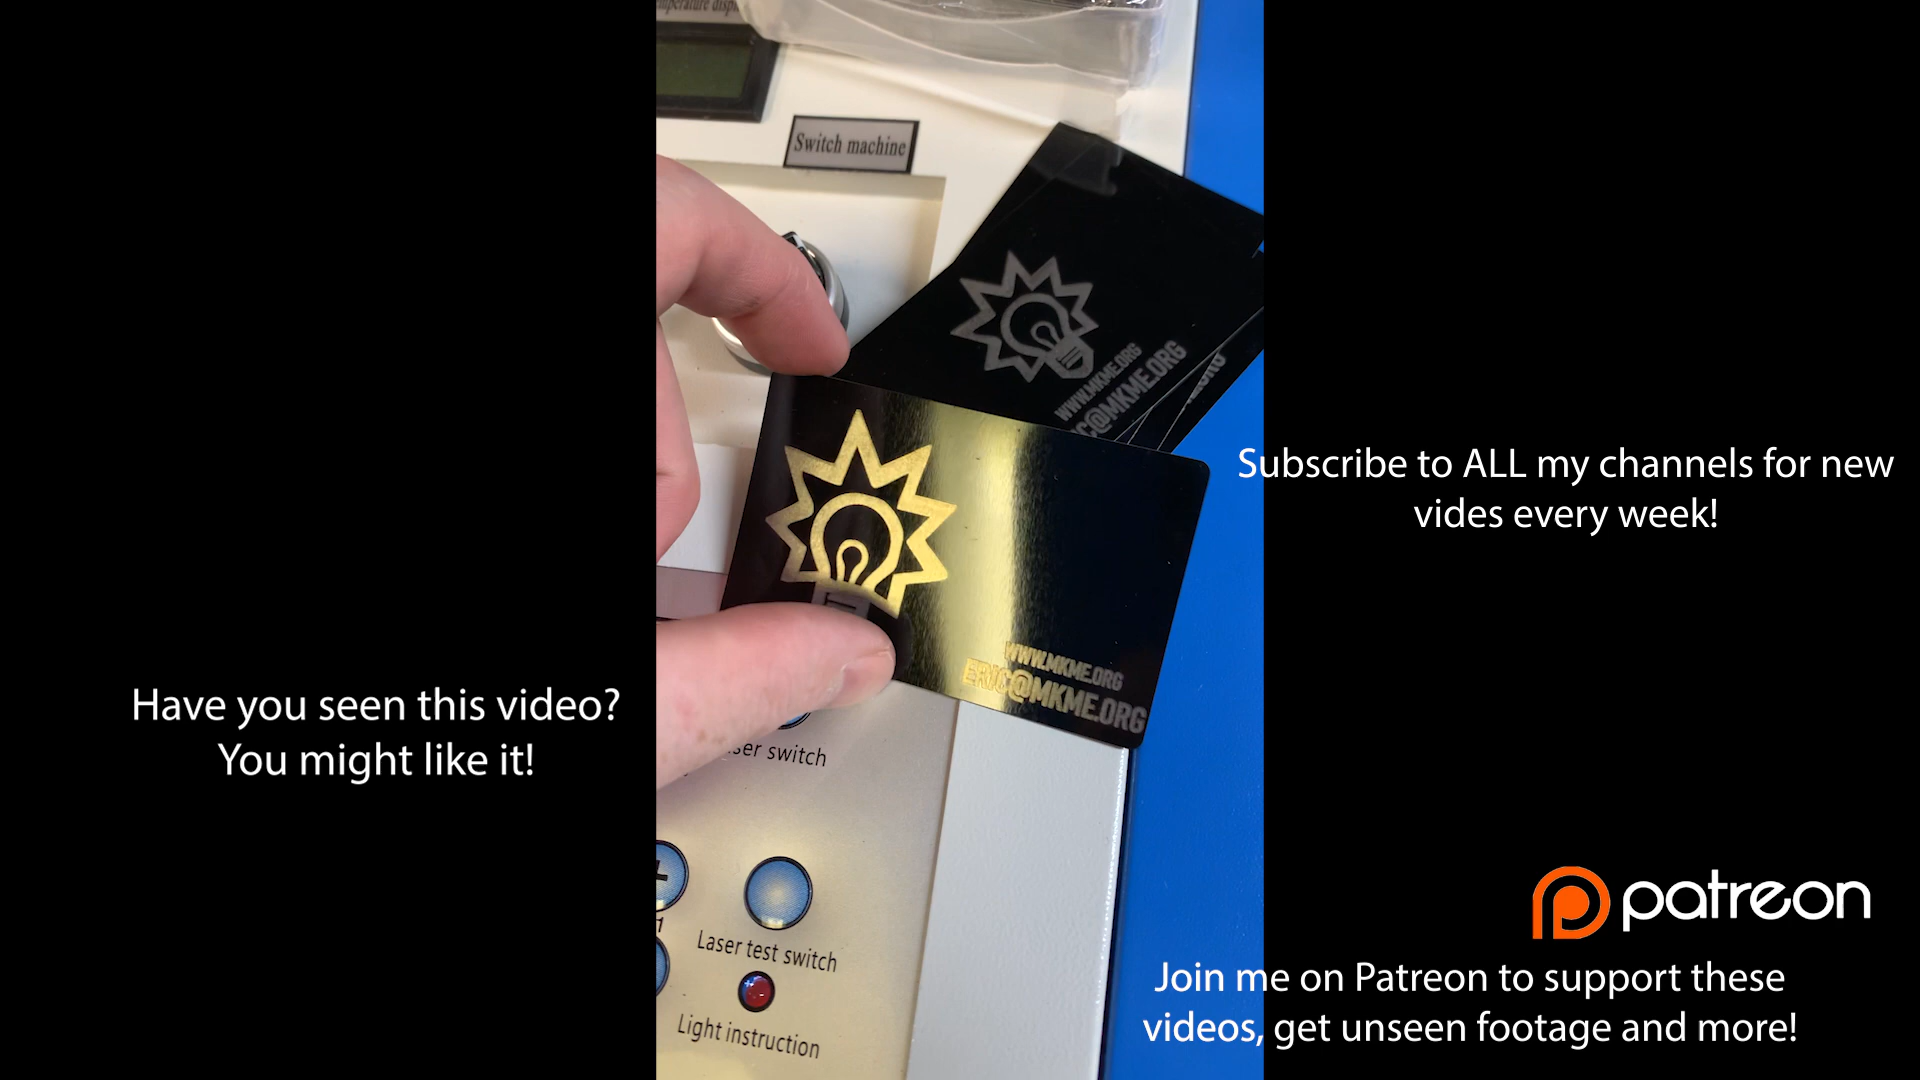 Temperature display
Switch machine
WWW.MKME.ORG
C@MKME.ORG
WWW.MKME.ORG
ERIC@MKME.ORG
Subscribe to ALL my channels for new
vides every week!
Have you seen this video?
You might like it!
ser switch
Laser test switch
Light instruction
patreon
Join me on Patreon to support these
videos, get unseen footage and more!